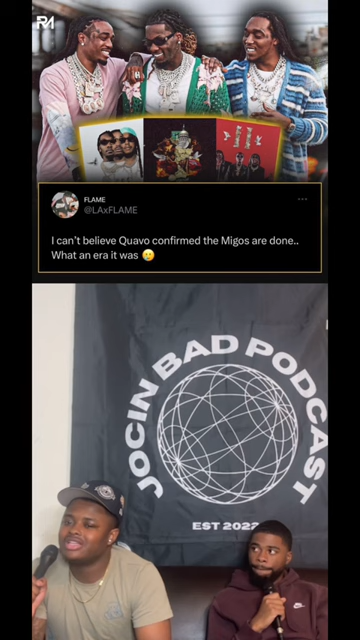 RA
FLAME
@LAxFLAME
I can't believe Quavo confirmed the Migos are done..
What an era it was 🥲
JOCIN BAD PODCAST
EST 2022